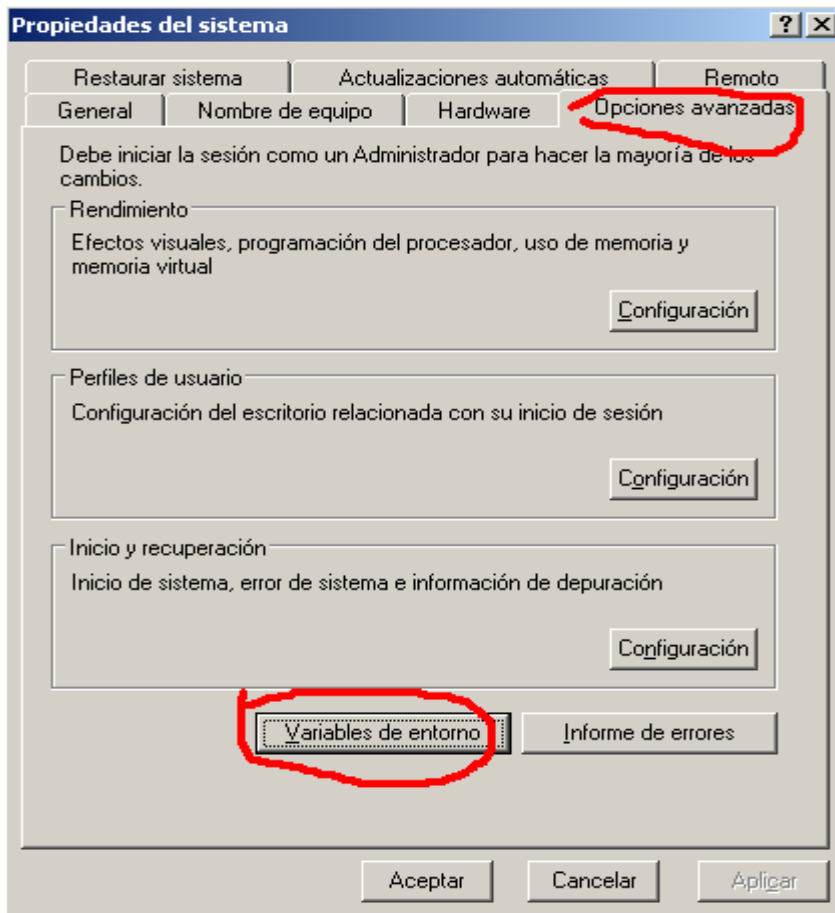 Propiedades del sistema
Restaurar sistema Actualizaciones automáticas Remoto
General Nombre de equipo Hardware Opciones avanzadas
Debe iniciar la sesión como un Administrador para hacer la mayoría de los
cambios.
Rendimiento
Efectos visuales, programación del procesador, uso de memoria y
memoria virtual
Configuración
Perfiles de usuario
Configuración del escritorio relacionada con su inicio de sesión
Configuración
Inicio y recuperación
Inicio de sistema, error de sistema e información de depuración
Configuración
Variables de entorno Informe de errores
Aceptar Cancelar Aplicar